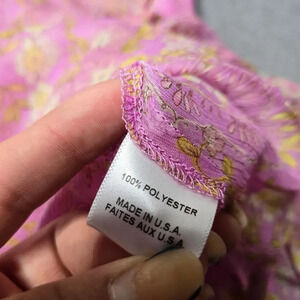 100% POLYESTER
MADE IN U.S.A.
FAITES AUX U.S.A.